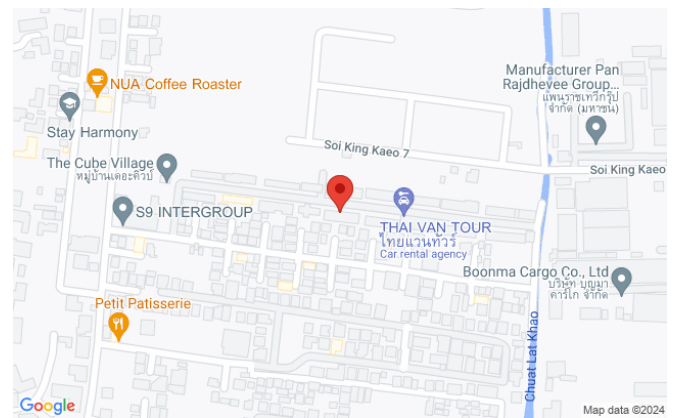 NUA Coffee Roaster
Stay Harmony
Manufacturer Pan
Rajdhevee Group...
แพนราชเทวีกรุ๊ป
จำกัด (มหาชน)
Soi King Kaeo 7
Soi King Kaeo
The Cube Village
หมู่บ้านเดอะคิวบ์
S9 INTERGROUP
THAI VAN TOUR
ไทยแวนทัวร์
Car rental agency
Boonma Cargo Co., Ltd
บริษัท บุญมา
คาร์โก จำกัด
Petit Patisserie
Chuat Lat Khao
Google
Map data ©2024